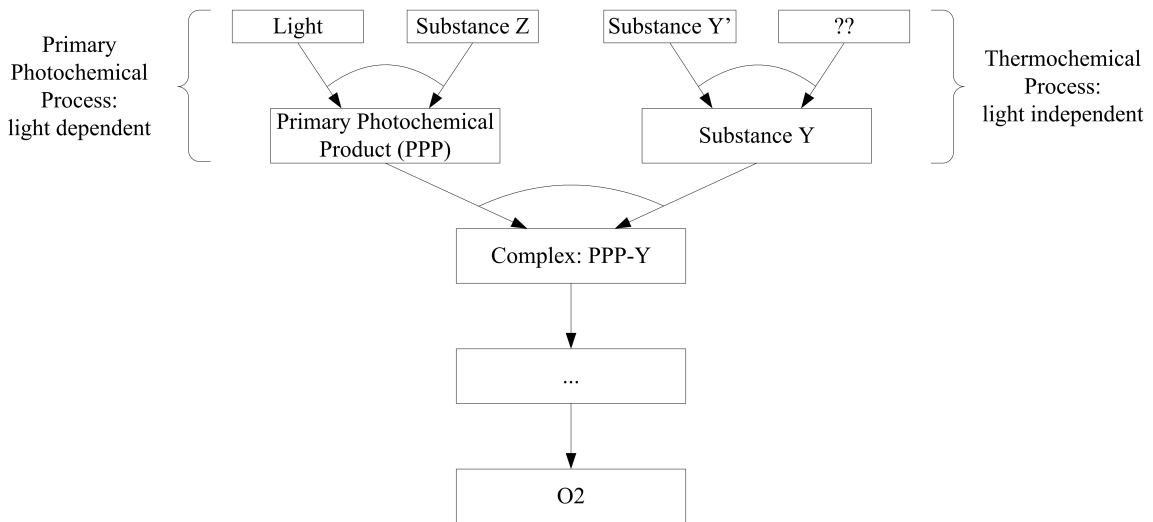 Light
Substance Z
Substance Y’
??
Primary
Photochemical
Process:
light dependent
Thermochemical
Process:
light independent
Primary Photochemical
Product (PPP)
Substance Y
Complex: PPP-Y
...
O2